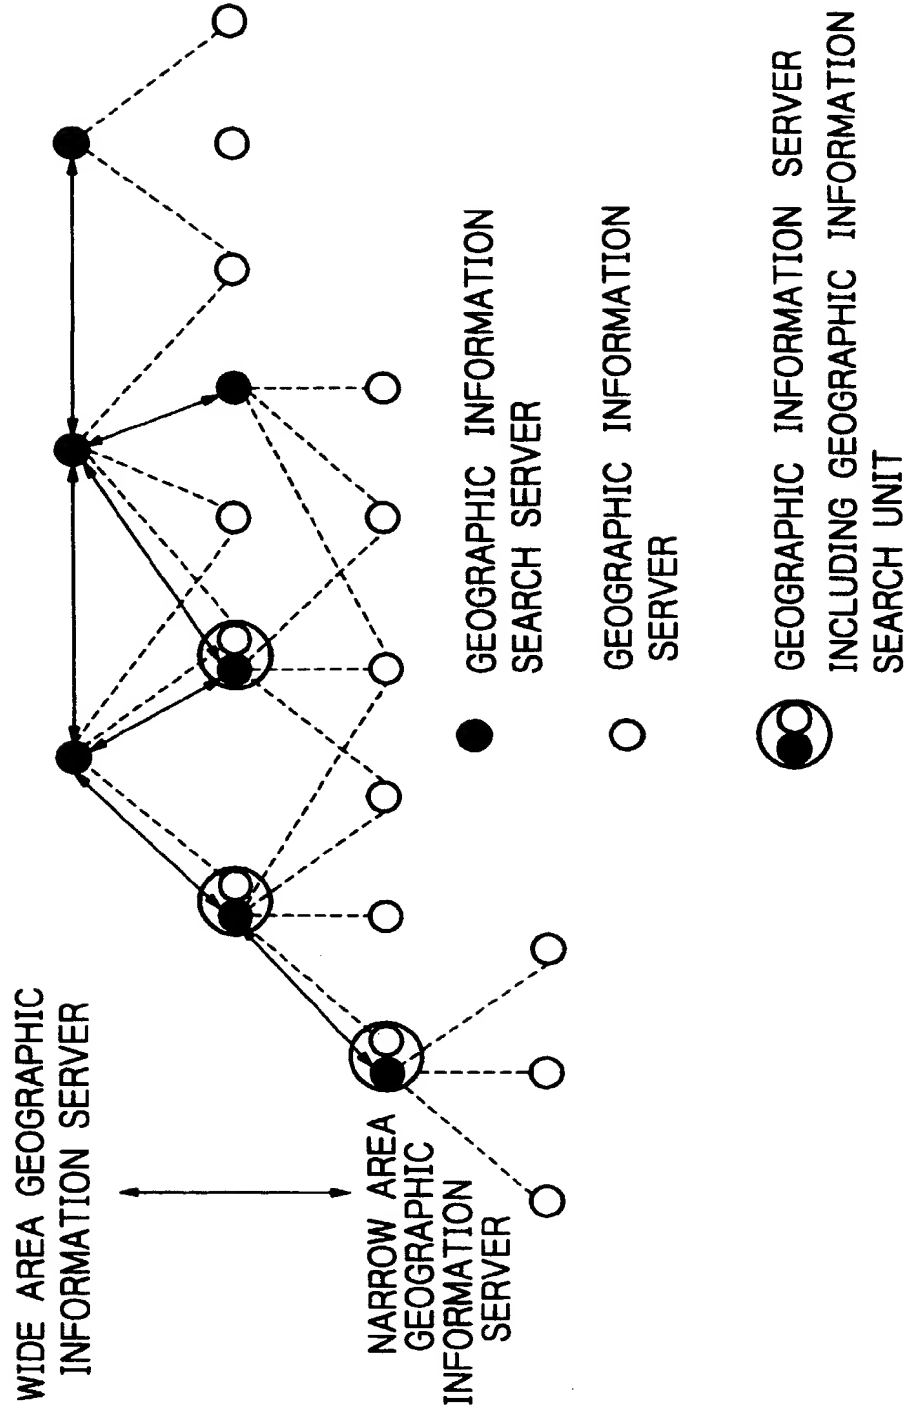 WIDE AREA GEOGRAPHIC
INFORMATION SERVER
NARROW AREA
GEOGRAPHIC
INFORMATION
SERVER
GEOGRAPHIC INFORMATION
SEARCH SERVER
GEOGRAPHIC INFORMATION
SERVER
GEOGRAPHIC INFORMATION SERVER
INCLUDING GEOGRAPHIC INFORMATION
SEARCH UNIT